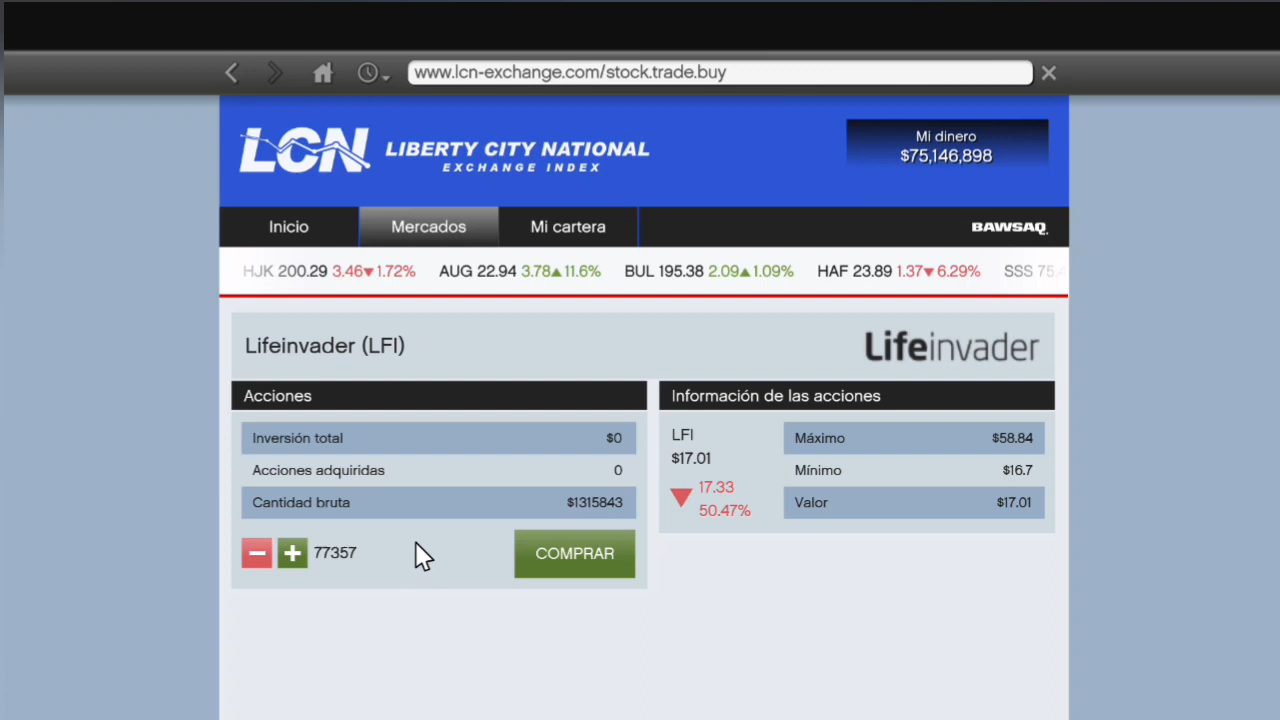 www.lcn-exchange.com/stock.trade.buy
LCN LIBERTY CITY NATIONAL
EXCHANGE INDEX
Mi dinero
$75,146,898
Inicio Mercados Mi cartera BAWSAQ
HJK 200.29 3.46▼1.72% AUG 22.94 3.78▲11.6% BUL 195.38 2.09▲1.09% HAF 23.89 1.37▼6.29% SSS 75.4
Lifeinvader (LFI) Lifeinvader
Acciones
Inversión total $0
Acciones adquiridas 0
Cantidad bruta $1315843
77357 COMPRAR
Información de las acciones
LFI
$17.01
17.33
50.47%
Máximo $58.84
Mínimo $16.7
Valor $17.01